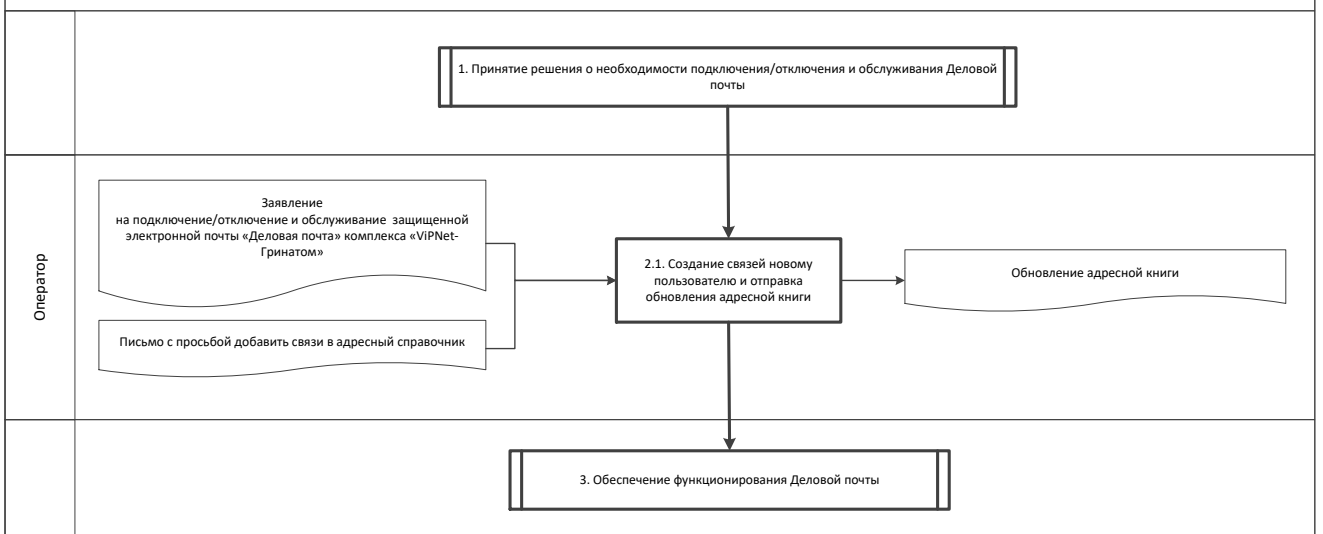 1. Принятие решения о необходимости подключения/отключения и обслуживания Деловой
почты
Оператор
Заявление
на подключение/отключение и обслуживание защищенной
электронной почты «Деловая почта» комплекса «ViPNet-
Гринатом»
Письмо с просьбой добавить связи в адресный справочник
2.1. Создание связей новому
пользователю и отправка
обновления адресной книги
Обновление адресной книги
3. Обеспечение функционирования Деловой почты